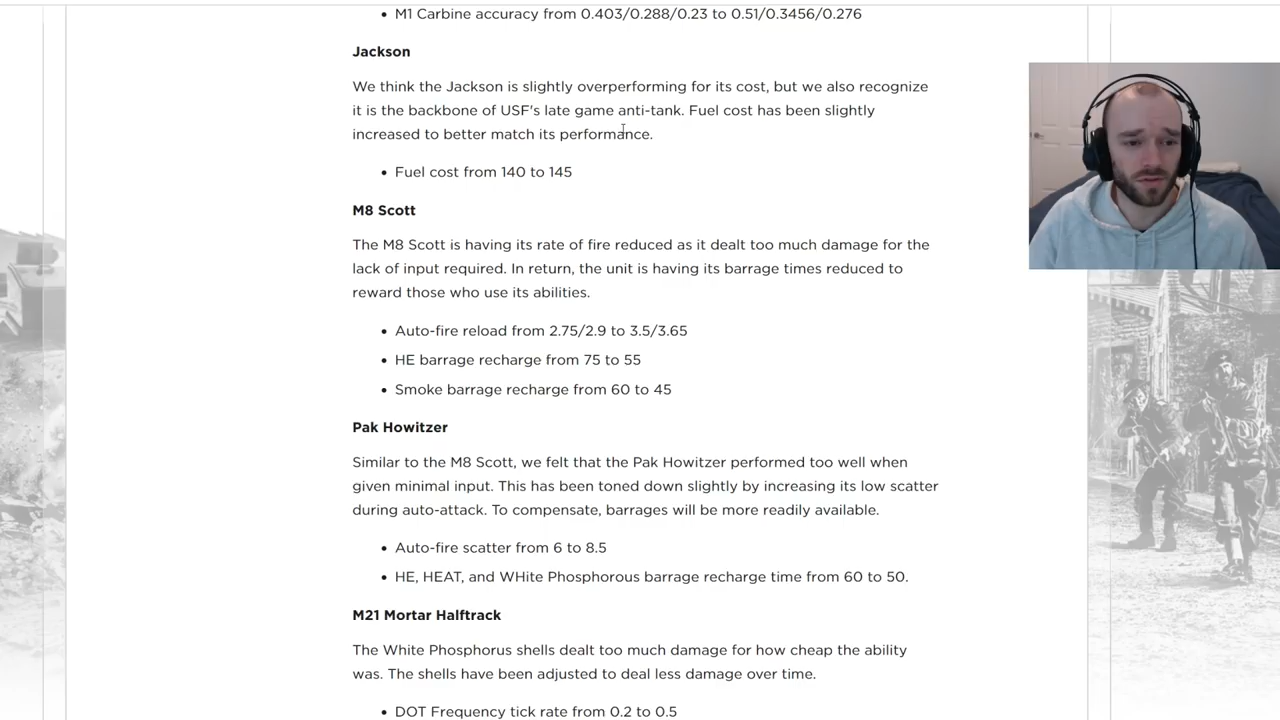 • M1 Carbine accuracy from 0.403/0.288/0.23 to 0.51/0.3456/0.276
Jackson
We think the Jackson is slightly overperforming for its cost, but we also recognize
it is the backbone of USF's late game anti-tank. Fuel cost has been slightly
increased to better match its performance.
• Fuel cost from 140 to 145
M8 Scott
The M8 Scott is having its rate of fire reduced as it dealt too much damage for the
lack of input required. In return, the unit is having its barrage times reduced to
reward those who use its abilities.
• Auto-fire reload from 2.75/2.9 to 3.5/3.65
• HE barrage recharge from 75 to 55
• Smoke barrage recharge from 60 to 45
Pak Howitzer
Similar to the M8 Scott, we felt that the Pak Howitzer performed too well when
given minimal input. This has been toned down slightly by increasing its low scatter
during auto-attack. To compensate, barrages will be more readily available.
• Auto-fire scatter from 6 to 8.5
• HE, HEAT, and WHite Phosphorous barrage recharge time from 60 to 50.
M21 Mortar Halftrack
The White Phosphorus shells dealt too much damage for how cheap the ability
was. The shells have been adjusted to deal less damage over time.
• DOT Frequency tick rate from 0.2 to 0.5